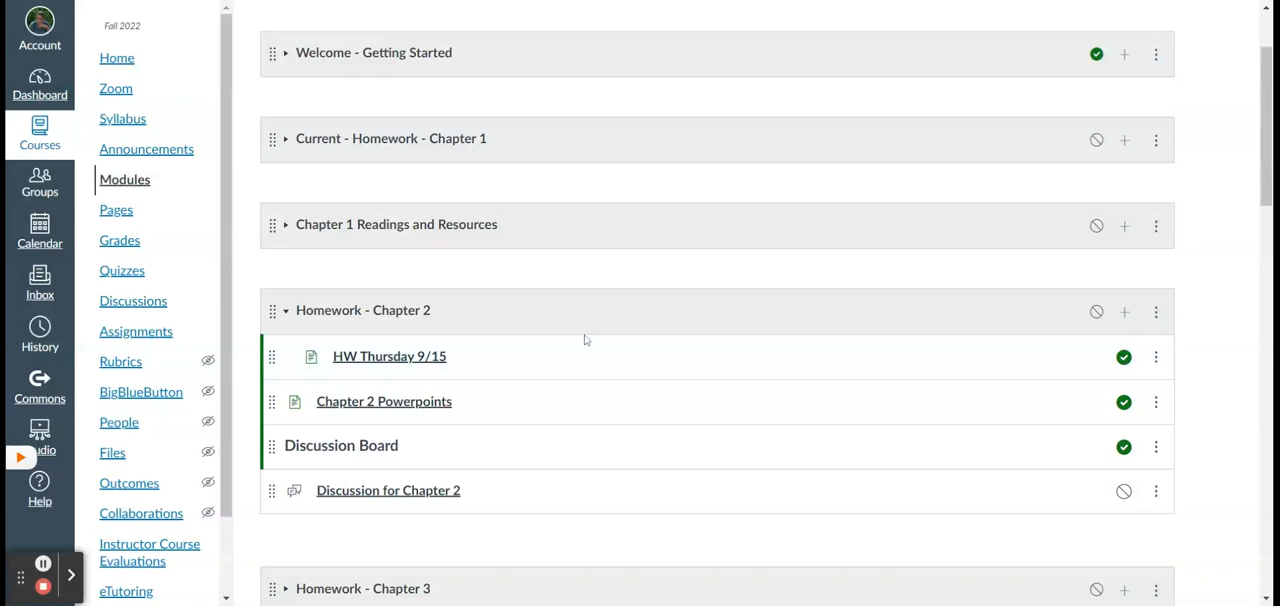 Account
Dashboard
Courses
Groups
Calendar
Inbox
History
Commons
udio
Help
Fall 2022
Home
Zoom
Syllabus
Announcements
Modules
Pages
Grades
Quizzes
Discussions
Assignments
Rubrics
BigBlueButton
People
Files
Outcomes
Collaborations
Instructor Course
Evaluations
eTutoring
Welcome - Getting Started
Current - Homework - Chapter 1
Chapter 1 Readings and Resources
Homework - Chapter 2
HW Thursday 9/15
Chapter 2 Powerpoints
Discussion Board
Discussion for Chapter 2
Homework - Chapter 3